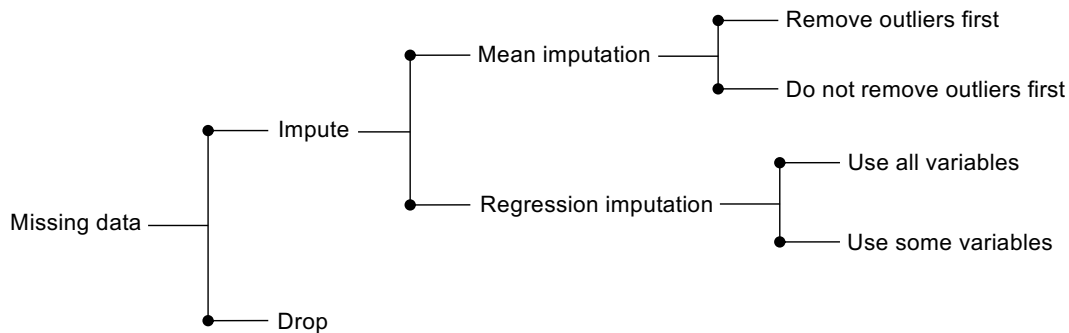 Missing data
Impute
Mean imputation
Remove outliers first
Do not remove outliers first
Regression imputation
Use all variables
Use some variables
Drop